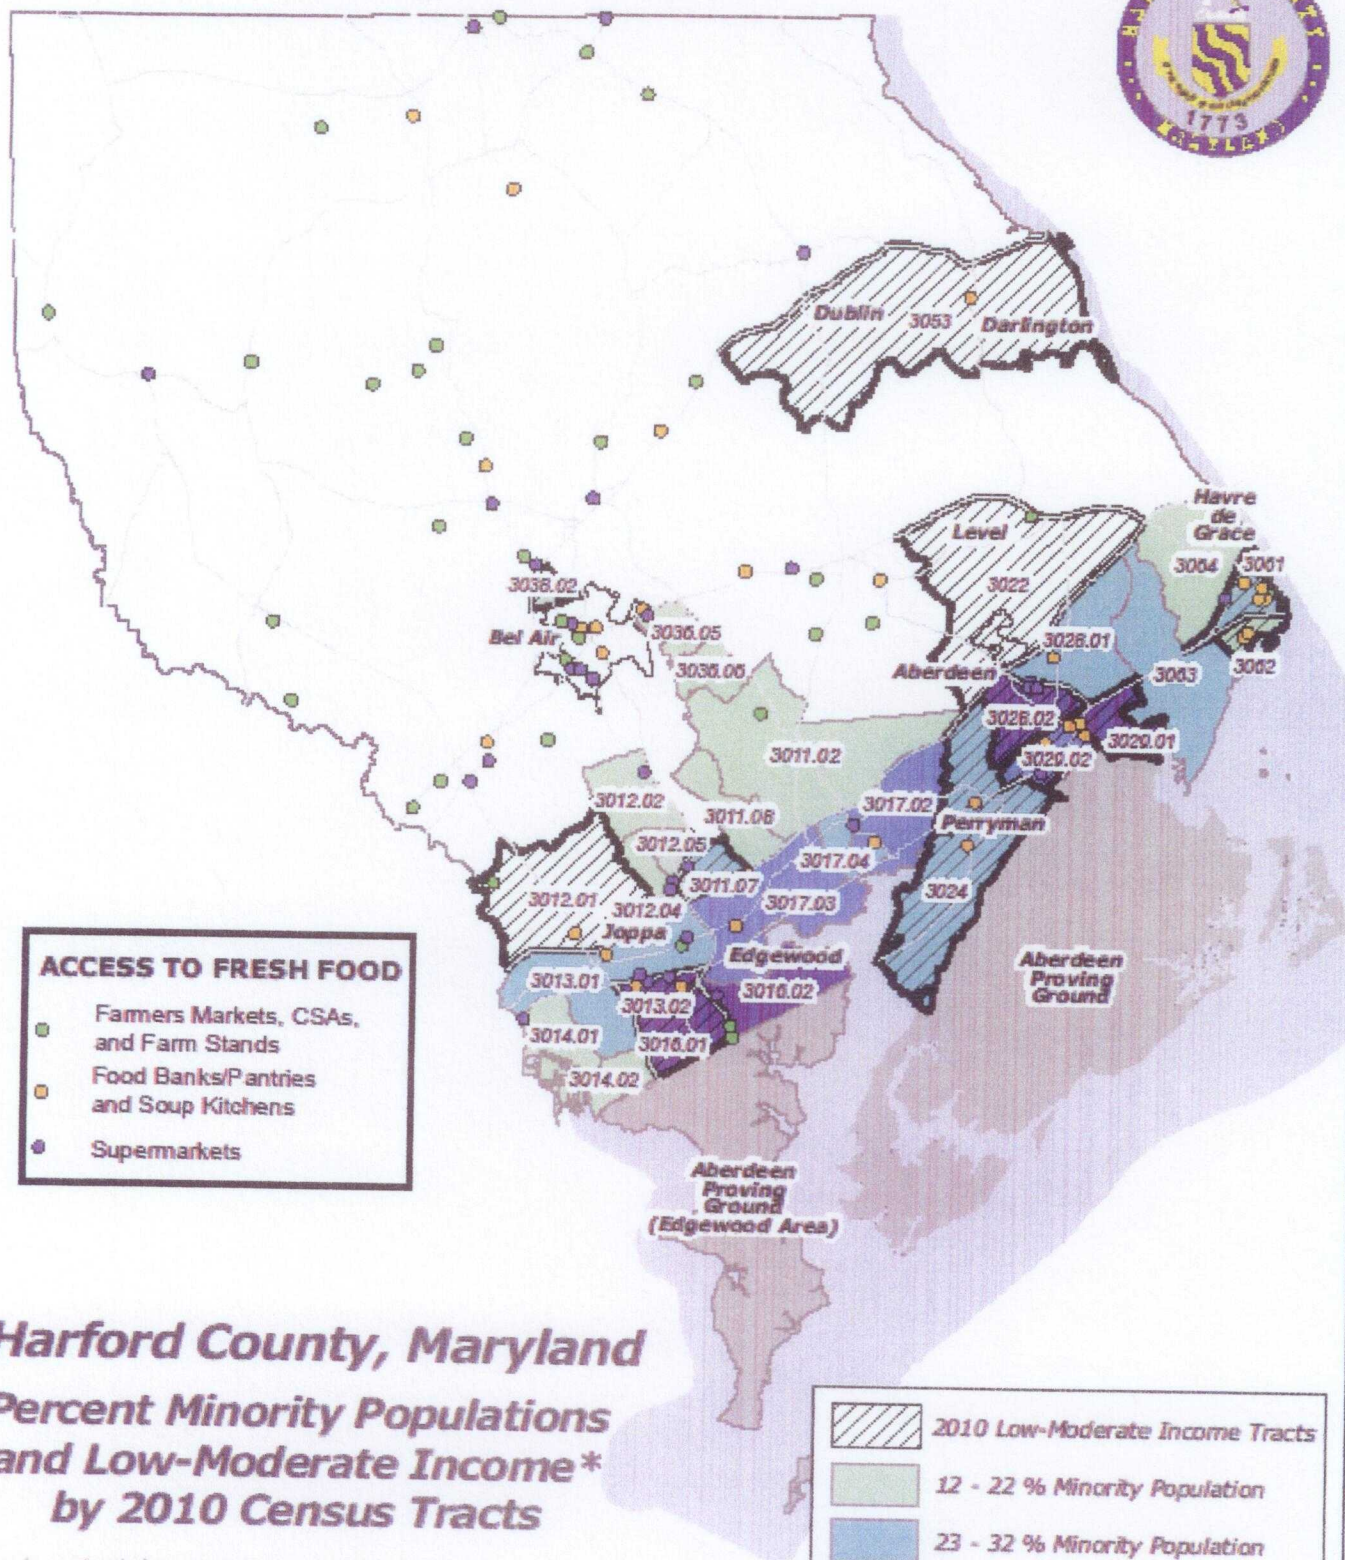 1773
Dublin
3053
Darlington
Havre
de
Grace
Level
3064
3061
3022
3038.02
Bel Air
3036.05
3036.06
3028.01
3062
Aberdeen
3063
3028.02
3029.01
3029.02
3011.02
3012.02
3017.02
3011.08
Perryman
3012.05
3017.04
3011.07
3024
3012.01
3012.04
3017.03
Joppa
Edgewood
Aberdeen
Proving
Ground
3013.01
3016.02
3013.02
3014.01
3016.01
3014.02
ACCESS TO FRESH FOOD
Farmers Markets, CSAs,
and Farm Stands
Food Banks/Pantries
and Soup Kitchens
Supermarkets
Aberdeen
Proving
Ground
(Edgewood Area)
Harford County, Maryland
Percent Minority Populations
and Low-Moderate Income*
by 2010 Census Tracts
2010 Low-Moderate Income Tracts
12 - 22 % Minority Population
23 - 32 % Minority Population